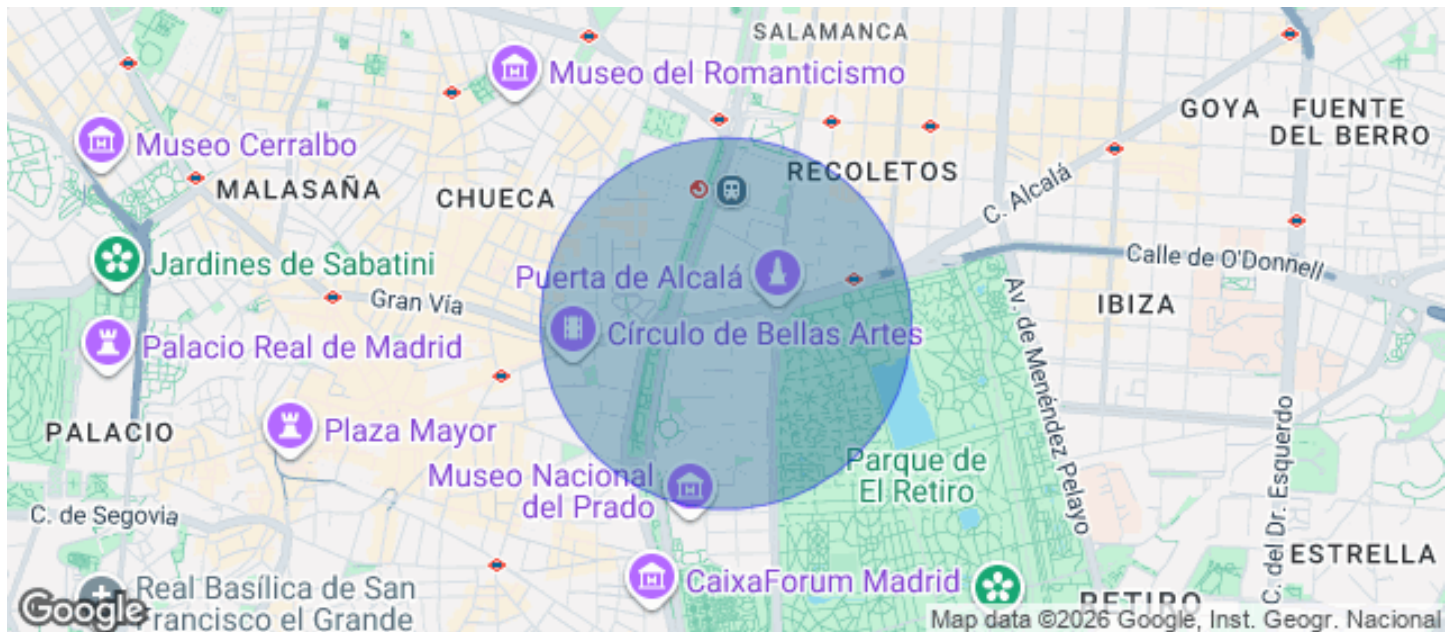 SALAMANCA
Museo del Romanticismo
GOYA
FUENTE
DEL BERRO
Museo Cerralbo
RECOLETOS
MALASAÑA
CHUECA
C. Alcalá
Jardines de Sabatini
Puerta de Alcalá
Calle de O'Donnell
Gran Vía
IBIZA
Círculo de Bellas Artes
Palacio Real de Madrid
Av. de Menéndez Pelayo
PALACIO
Plaza Mayor
Museo Nacional
del Prado
Parque de
El Retiro
C. del Dr. Esquerdo
C. de Segovia
ESTRELLA
CaixaForum Madrid
Real Basílica de San
Francisco el Grande
RETIRO
Google
Map data ©2026 Google, Inst. Geogr. Nacional